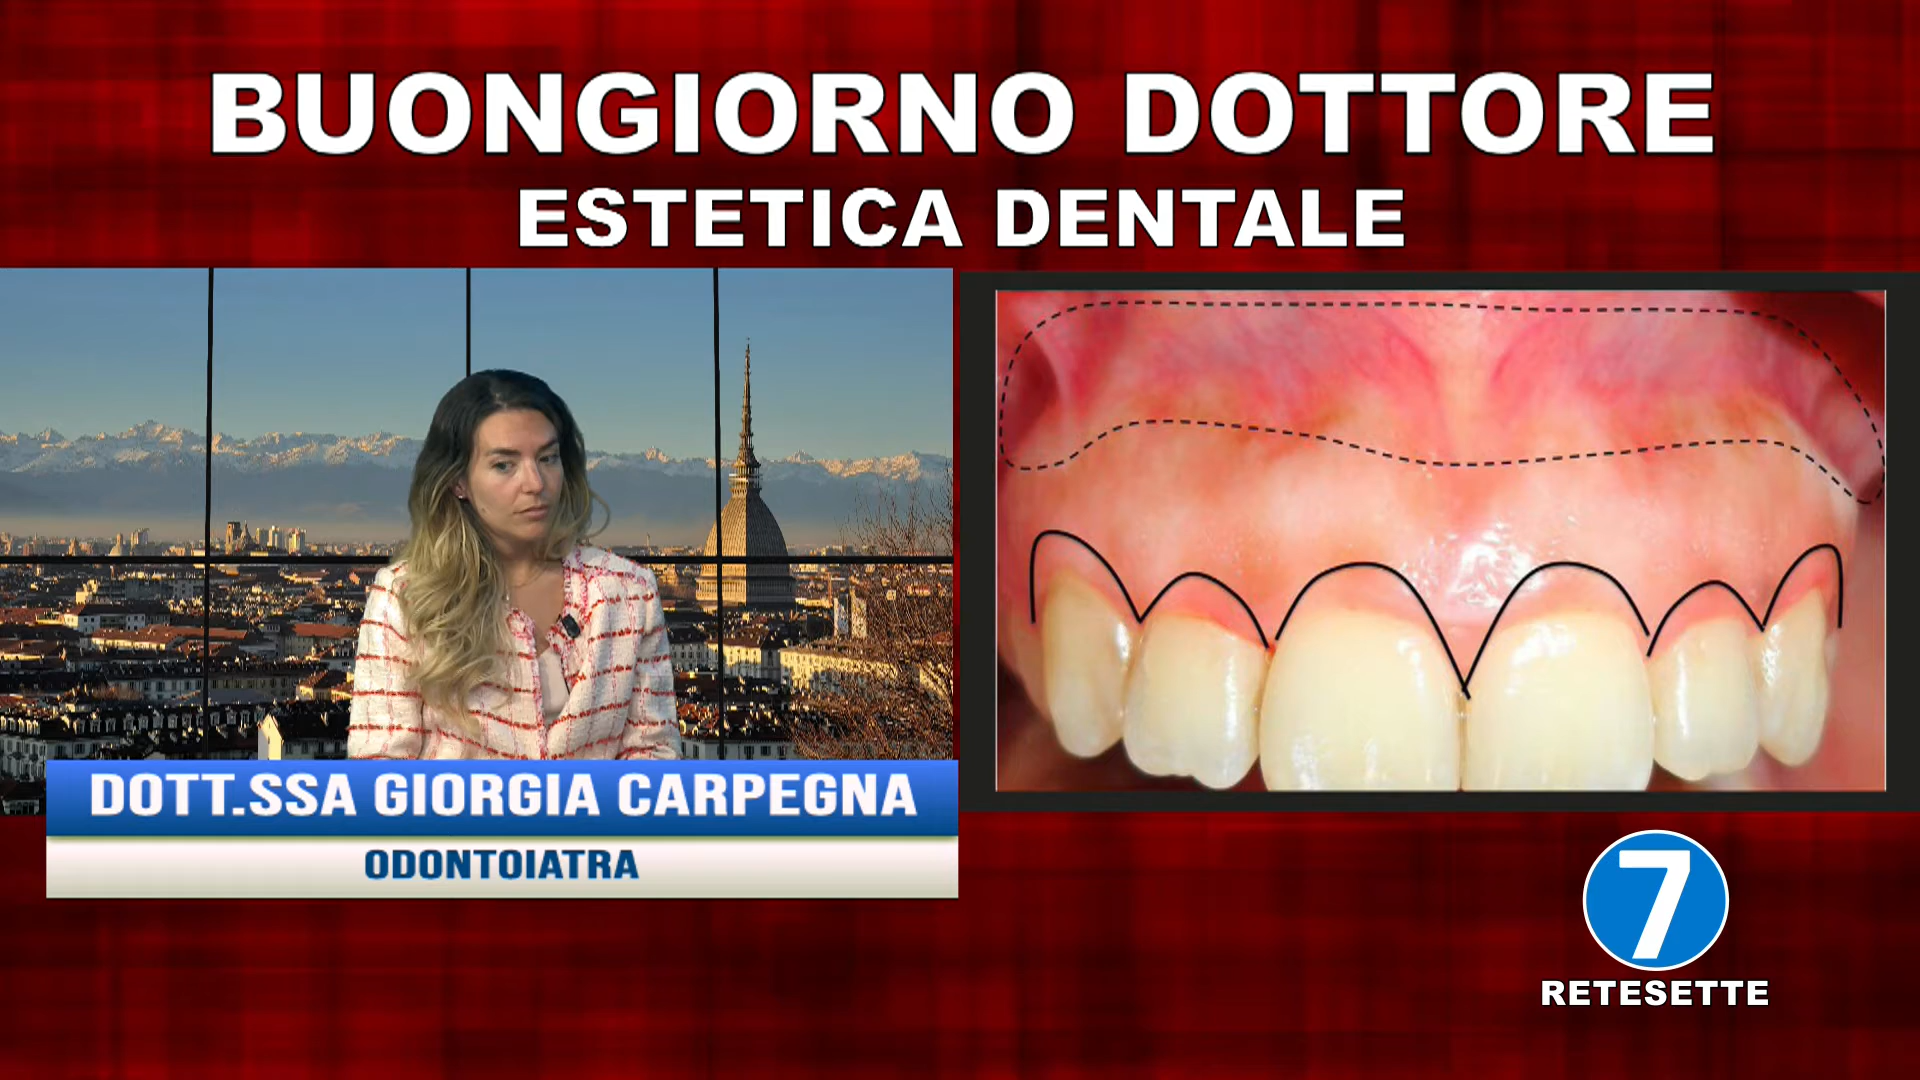 BUONGIORNO DOTTORE
ESTETICA DENTALE
DOTT.SSA GIORGIA CARPEGNA
ODONTOIATRA
7
RETESETTE